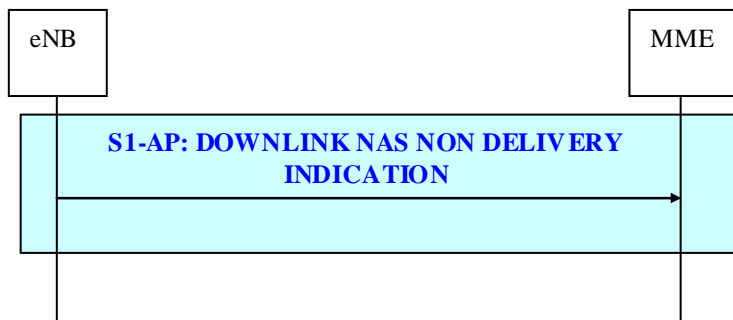 eNB
MME
S1-AP: DOWNLINK NAS NON DELIVERY
INDICATION